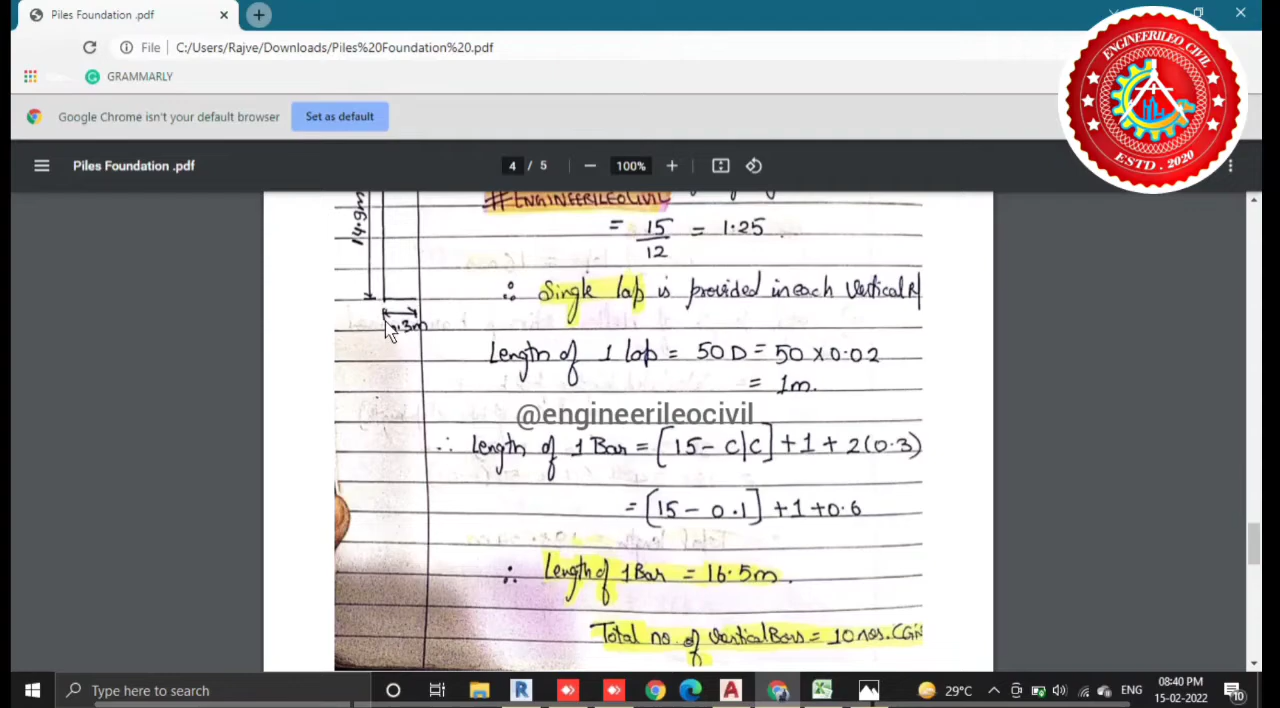 Piles Foundation .pdf
File
C:/Users/Rajve/Downloads/Piles%20Foundation%20.pdf
GRAMMARLY
Google Chrome isn't your default browser
Set as default
Piles Foundation .pdf
4 / 5
100%
ENGINEERILEO CIVIL
ESTD. 2020
#ENGINEERILEOCIVIL
14.9m
= 15/12 = 1.25
∴ Single lap is provided in each Vertical
.3m
Length of 1 lap = 50D = 50 x 0.02
= 1m.
@engineerileocivil
∴ Length of 1 Bar = [15 - C/C] + 1 + 2(0.3)
= [15 - 0.1] + 1 + 0.6
∴ Length of 1 Bar = 16.5m.
Total no. of vertical Bars = 10 nos.
Type here to search
29°C
ENG
08:40 PM
15-02-2022
10